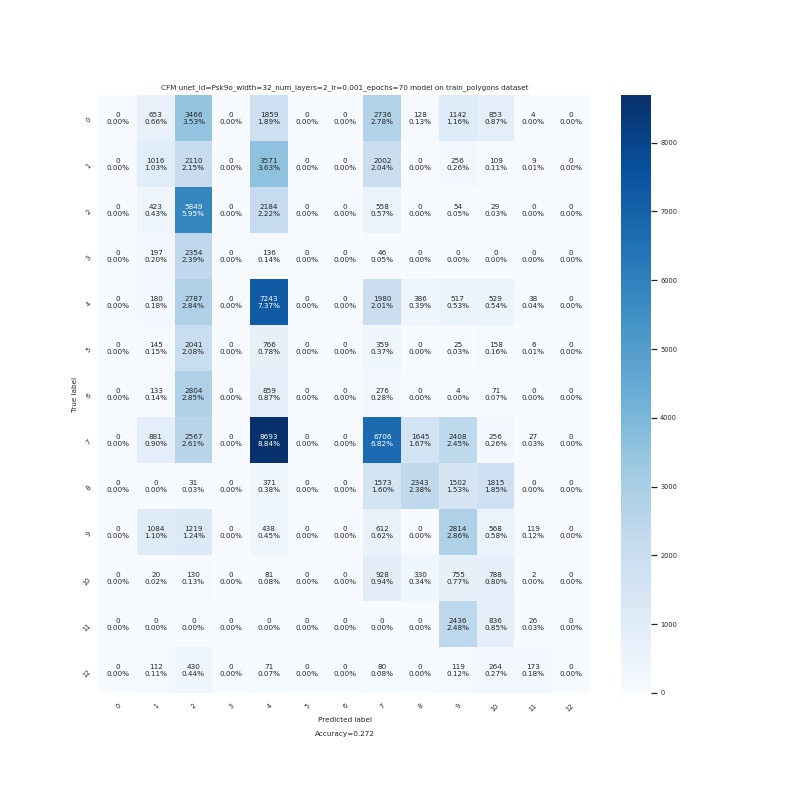 CFM unet_id=Psk9o_width=32_num_layers=2_lr=0.001_epochs=70 model on train_polygons dataset
0 653 3466 0 1859 0 0 2736 128 1142 853 4 0
0.00% 0.66% 3.53% 0.00% 1.89% 0.00% 0.00% 2.78% 0.13% 1.16% 0.87% 0.00% 0.00%
0 1016 2110 0 3571 0 0 2002 0 256 109 9 0
0.00% 1.03% 2.15% 0.00% 3.63% 0.00% 0.00% 2.04% 0.00% 0.26% 0.11% 0.01% 0.00%
0 423 5849 0 2184 0 0 558 0 54 29 0 0
0.00% 0.43% 5.95% 0.00% 2.22% 0.00% 0.00% 0.57% 0.00% 0.05% 0.03% 0.00% 0.00%
0 197 2354 0 136 0 0 46 0 0 0 0 0
0.00% 0.20% 2.39% 0.00% 0.14% 0.00% 0.00% 0.05% 0.00% 0.00% 0.00% 0.00% 0.00%
0 180 2787 0 7243 0 0 1980 386 517 529 38 0
0.00% 0.18% 2.84% 0.00% 7.37% 0.00% 0.00% 2.01% 0.39% 0.53% 0.54% 0.04% 0.00%
0 145 2041 0 766 0 0 359 0 25 158 6 0
0.00% 0.15% 2.08% 0.00% 0.78% 0.00% 0.00% 0.37% 0.00% 0.03% 0.16% 0.01% 0.00%
0 133 2804 0 859 0 0 276 0 4 71 0 0
0.00% 0.14% 2.85% 0.00% 0.87% 0.00% 0.00% 0.28% 0.00% 0.00% 0.07% 0.00% 0.00%
0 881 2567 0 8693 0 0 6706 1645 2408 256 27 0
0.00% 0.90% 2.61% 0.00% 8.84% 0.00% 0.00% 6.82% 1.67% 2.45% 0.26% 0.03% 0.00%
0 0 31 0 371 0 0 1573 2343 1502 1815 0 0
0.00% 0.00% 0.03% 0.00% 0.38% 0.00% 0.00% 1.60% 2.38% 1.53% 1.85% 0.00% 0.00%
0 1084 1219 0 438 0 0 612 0 2814 568 119 0
0.00% 1.10% 1.24% 0.00% 0.45% 0.00% 0.00% 0.62% 0.00% 2.86% 0.58% 0.12% 0.00%
0 20 130 0 81 0 0 928 330 755 788 2 0
0.00% 0.02% 0.13% 0.00% 0.08% 0.00% 0.00% 0.94% 0.34% 0.77% 0.80% 0.00% 0.00%
0 0 0 0 0 0 0 0 0 2436 836 26 0
0.00% 0.00% 0.00% 0.00% 0.00% 0.00% 0.00% 0.00% 0.00% 2.48% 0.85% 0.03% 0.00%
0 112 430 0 71 0 0 80 0 119 264 173 0
0.00% 0.11% 0.44% 0.00% 0.07% 0.00% 0.00% 0.08% 0.00% 0.12% 0.27% 0.18% 0.00%
0
1
2
3
4
5
6
7
8
9
10
11
12
True label
0 1 2 3 4 5 6 7 8 9 10 11 12
Predicted label
Accuracy=0.272
8000
7000
6000
5000
4000
3000
2000
1000
0